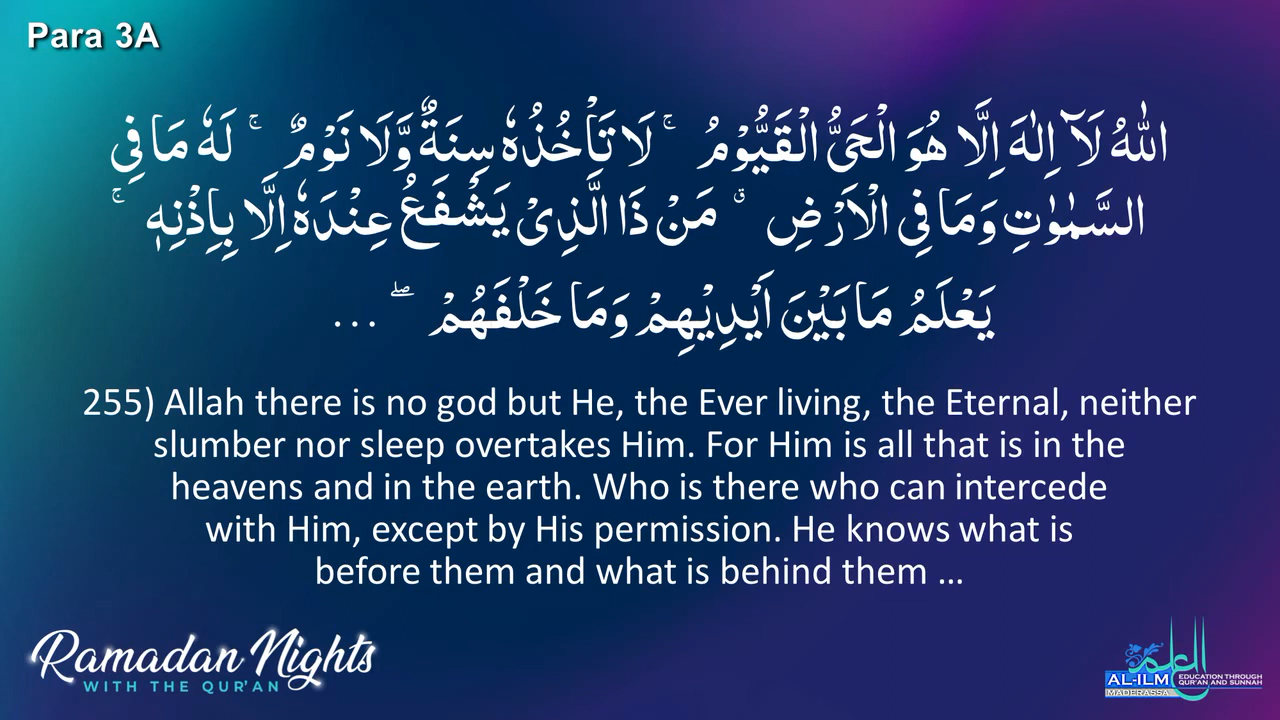 Para 3A
اللّٰهُ لَآ اِلٰهَ اِلَّا هُوَ الْحَىُّ الْقَيُّوْمُ ۚ لَا تَاْخُذُهٗ سِنَةٌ وَّلَا نَوْمٌ ۚ لَهٗ مَا فِى
السَّمٰوٰتِ وَمَا فِى الْاَرْضِ ۗ مَنْ ذَا الَّذِىْ يَشْفَعُ عِنْدَهٗ اِلَّا بِاِذْنِهٖ ۚ
يَعْلَمُ مَا بَيْنَ اَيْدِيْهِمْ وَمَا خَلْفَهُمْ ۖ ...
255) Allah there is no god but He, the Ever living, the Eternal, neither
slumber nor sleep overtakes Him. For Him is all that is in the
heavens and in the earth. Who is there who can intercede
with Him, except by His permission. He knows what is
before them and what is behind them ...
Ramadan Nights
WITH THE QUR'AN
العلم
AL-ILM
MADERASSA
EDUCATION THROUGH
QUR'AN AND SUNNAH